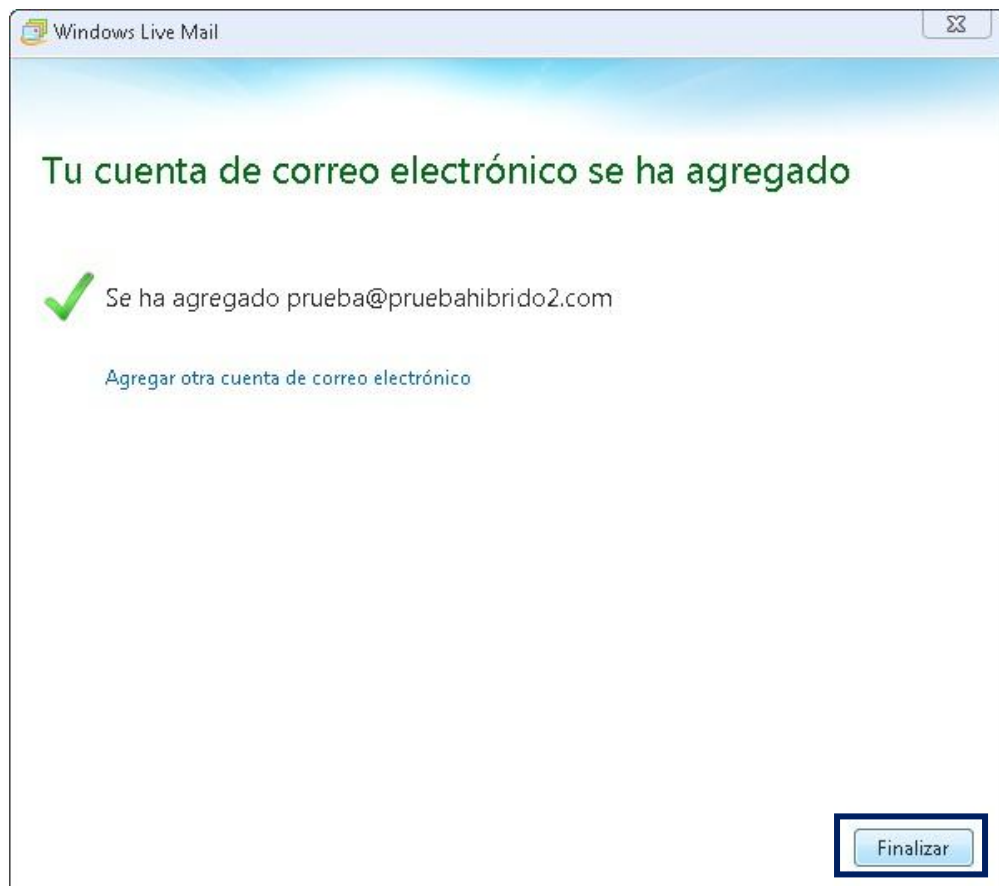 Windows Live Mail
Tu cuenta de correo electrónico se ha agregado
Se ha agregado prueba@pruebahibrido2.com
Agregar otra cuenta de correo electrónico
Finalizar